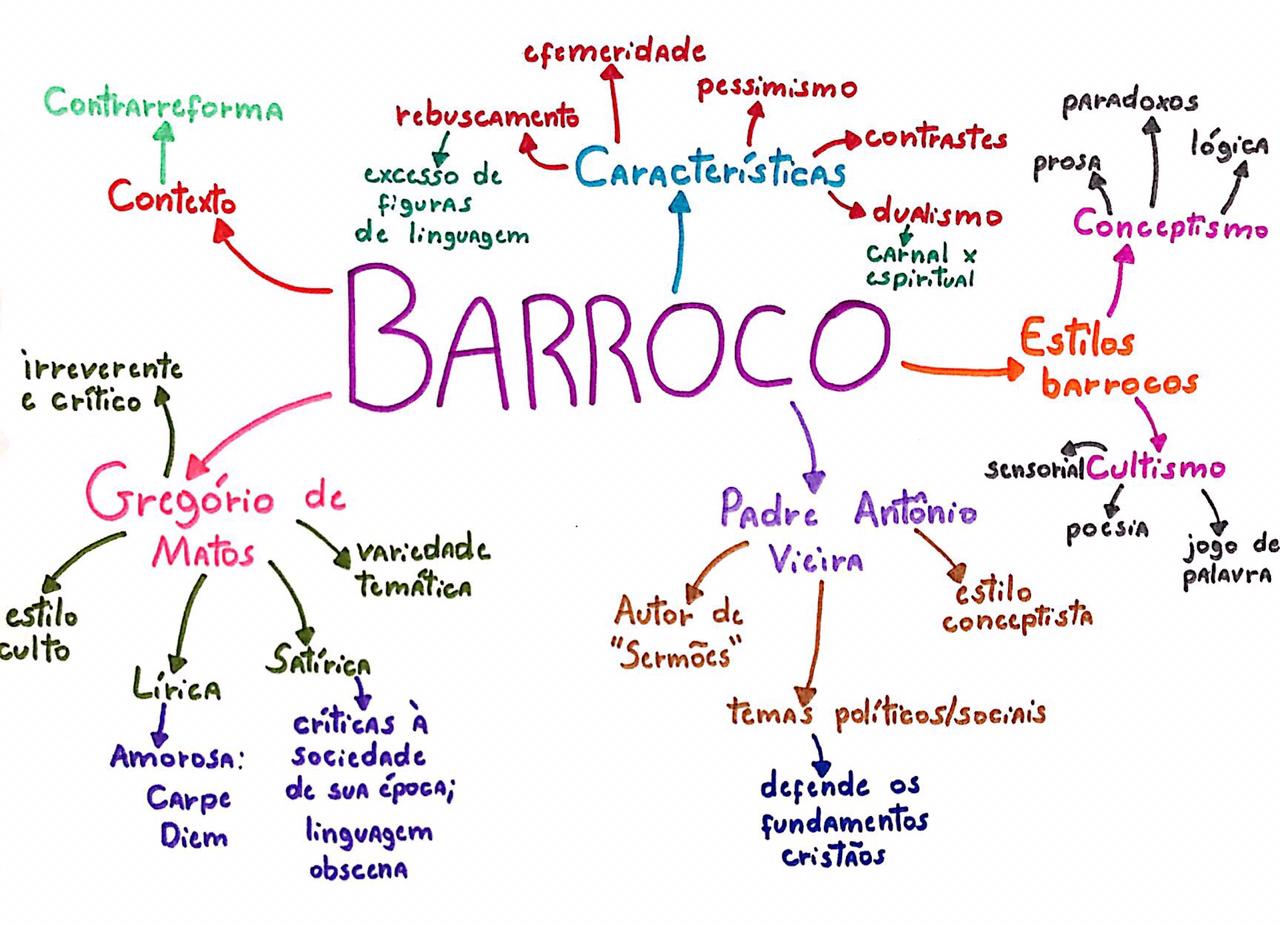 BARROCO
Contexto
Contrarreforma
Características
rebuscamento
excesso de
figuras
de linguagem
efemeridade
pessimismo
contrastes
dualismo
carnal x
espiritual
Estilos
barrocos
Conceptismo
prosa
paradoxos
lógica
Cultismo
sensorial
poesia
jogo de
palavra
Padre Antônio
Vieira
Autor de
"Sermões"
temas políticos/sociais
defende os
fundamentos
cristãos
estilo
conceptista
Gregório de
Matos
irreverente
e crítico
estilo
culto
Lírica
Amorosa:
Carpe
Diem
Satírica
críticas à
sociedade
de sua época;
linguagem
obscena
variedade
temática